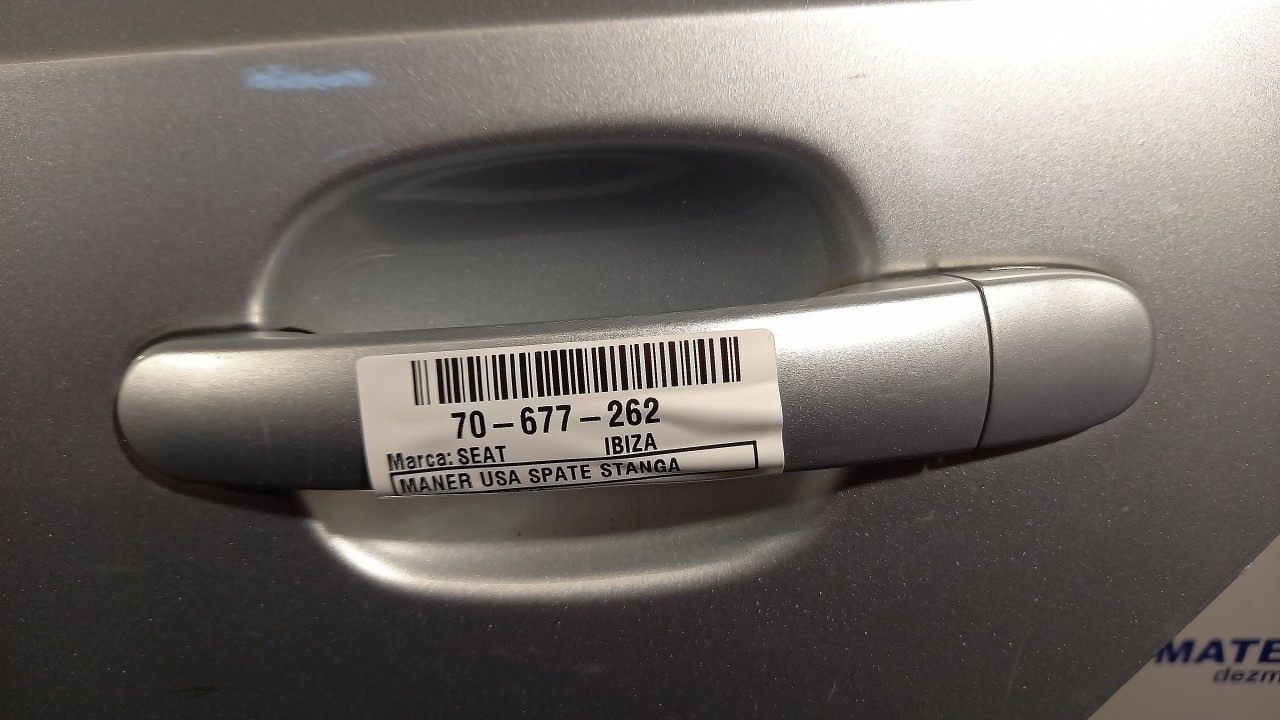 70-677-262
Marca: SEAT IBIZA
MANER USA SPATE STANGA
MATE
dezm